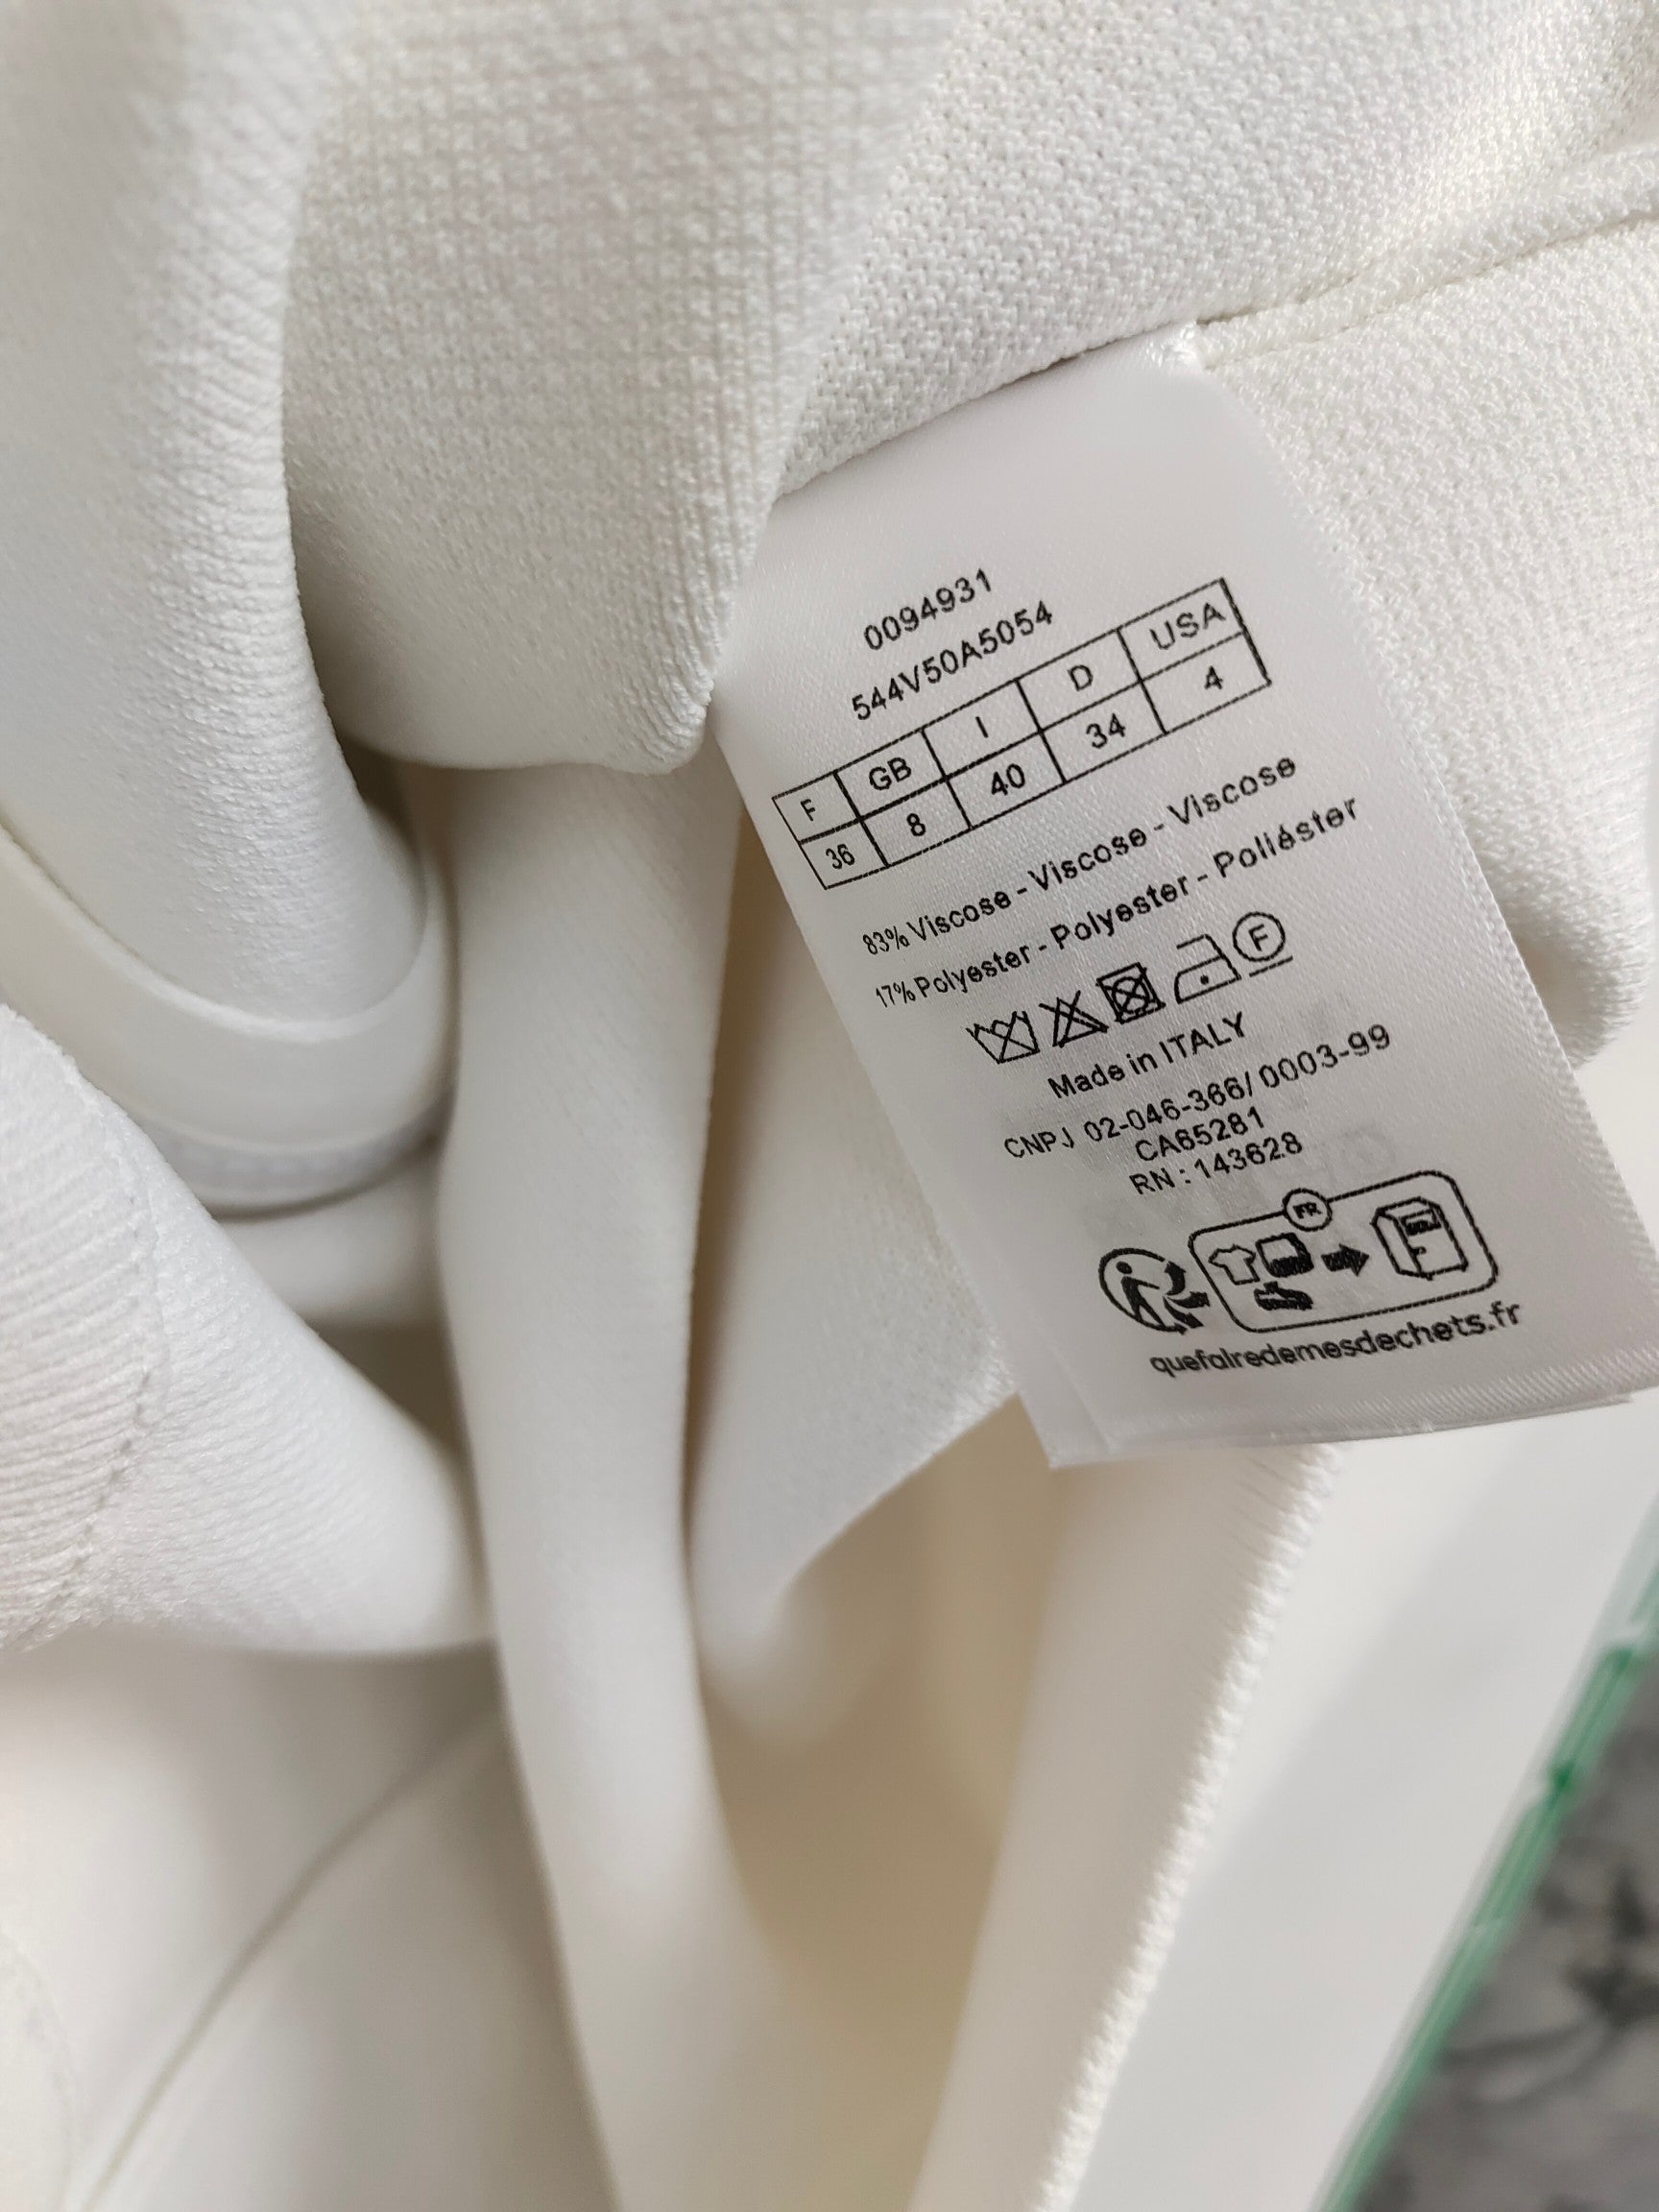 0094931
544V50A5054
F GB I D USA
36 8 40 34 4
83% Viscose - Viscose - Viscose
17% Polyester - Polyester - Poliéster
F
Made in ITALY
CNPJ 02-046-366/0003-99
CA65281
RN : 143628
FR
quefairedemesdechets.fr